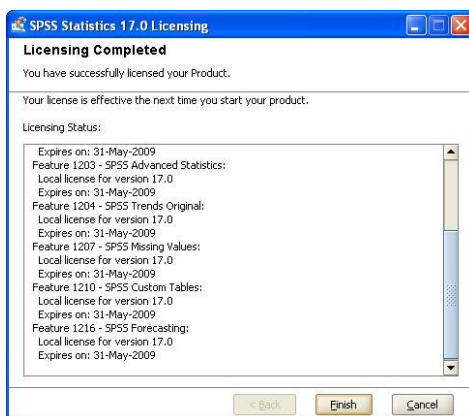 SPSS Statistics 17.0 Licensing
Licensing Completed
You have successfully licensed your Product.
Your license is effective the next time you start your product.
Licensing Status:
Expires on: 31-May-2009
Feature 1203 - SPSS Advanced Statistics:
Local license for version 17.0
Expires on: 31-May-2009
Feature 1204 - SPSS Trends Original:
Local license for version 17.0
Expires on: 31-May-2009
Feature 1207 - SPSS Missing Values:
Local license for version 17.0
Expires on: 31-May-2009
Feature 1210 - SPSS Custom Tables:
Local license for version 17.0
Expires on: 31-May-2009
Feature 1216 - SPSS Forecasting:
Local license for version 17.0
Expires on: 31-May-2009
< Back Finish Cancel